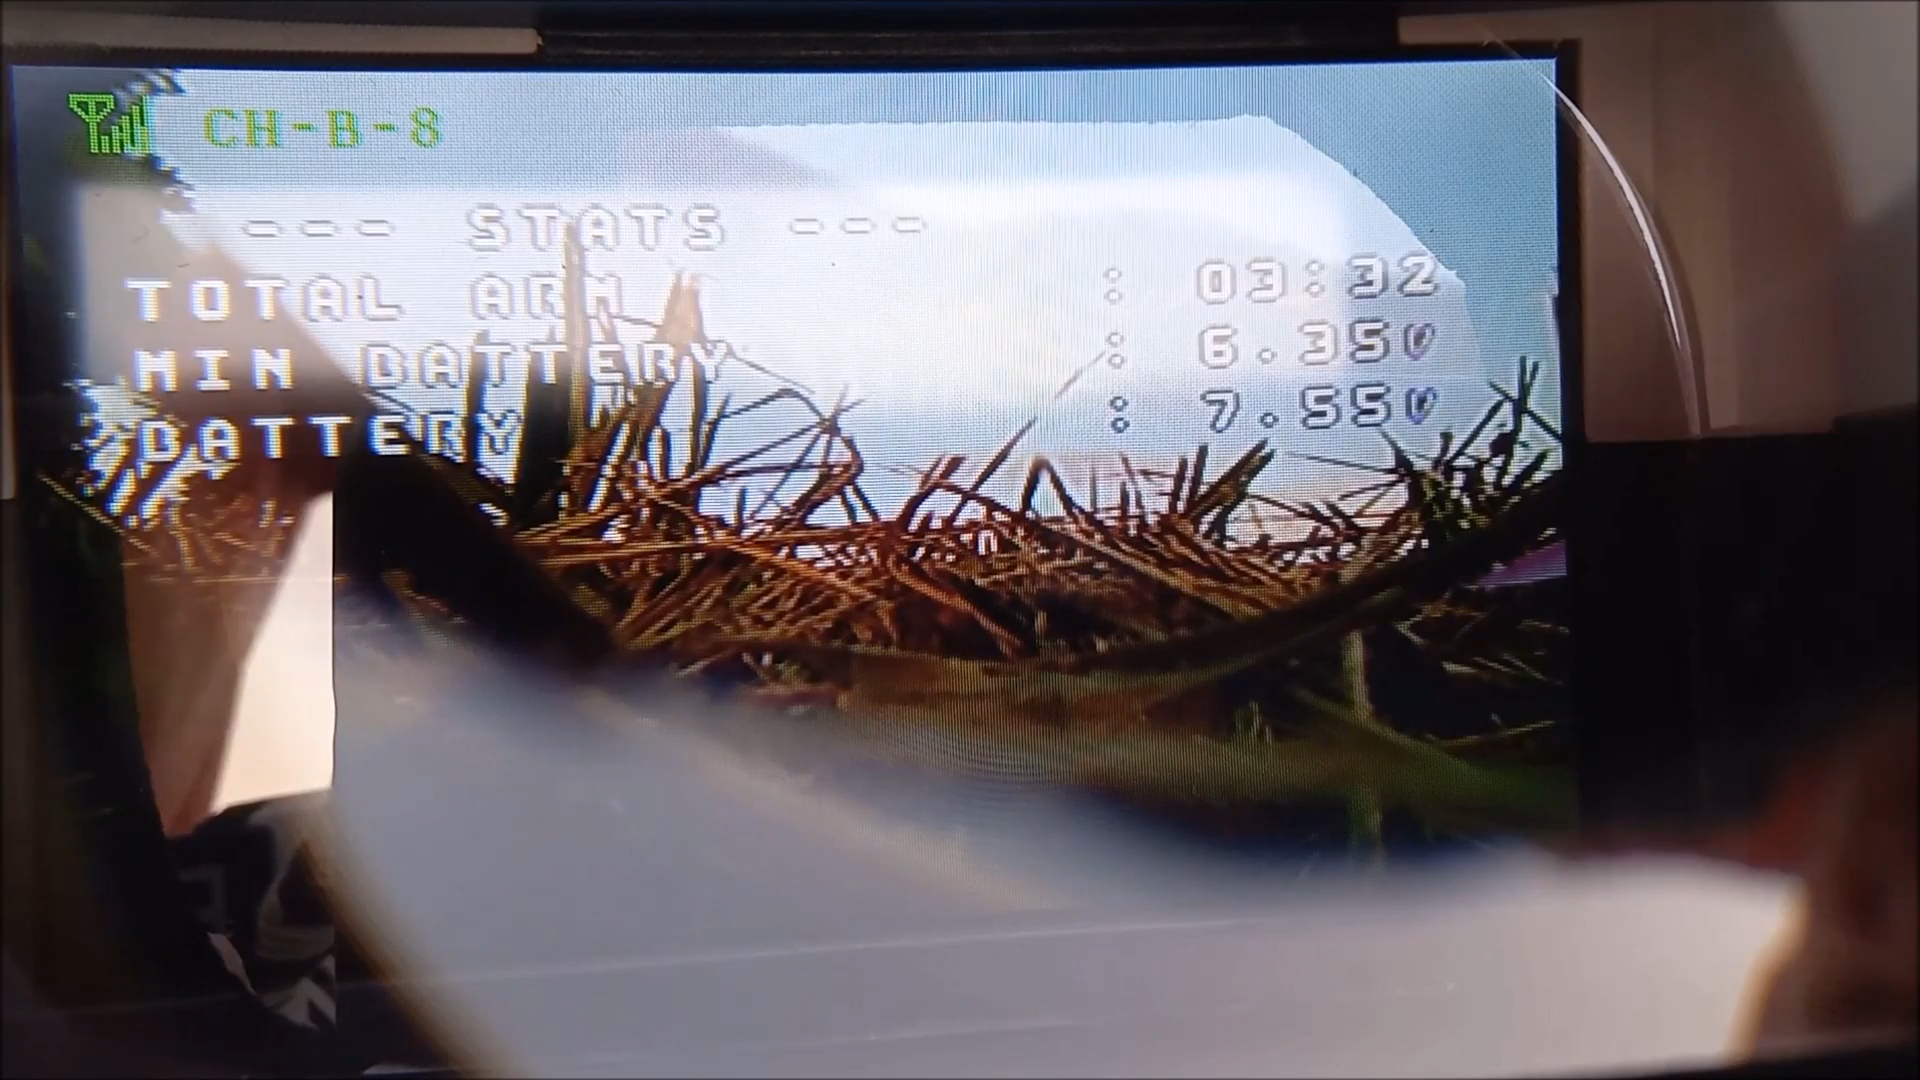 CH-B-8
--- STATS ---
TOTAL ARM : 03:32
MIN BATTERY : 6.35V
BATTERY : 7.55V